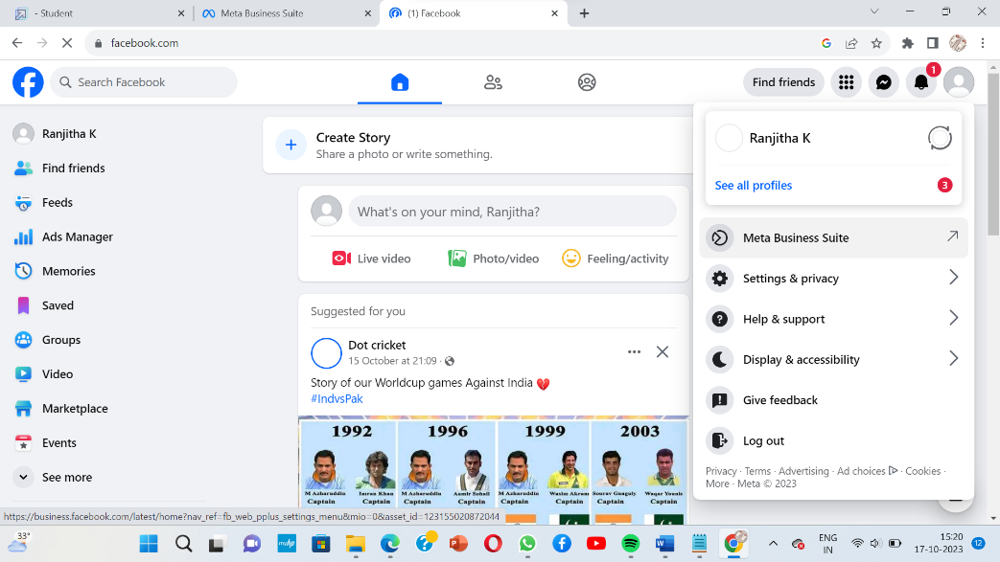 - Student
Meta Business Suite
(1) Facebook
facebook.com
Search Facebook
Find friends
1
Ranjitha K
Find friends
Feeds
Ads Manager
Memories
Saved
Groups
Video
Marketplace
Events
See more
Create Story
Share a photo or write something.
What's on your mind, Ranjitha?
Live video
Photo/video
Feeling/activity
Suggested for you
Dot cricket
15 October at 21:09 ·
Story of our Worldcup games Against India
#IndvsPak
1992 1996 1999 2003
M Azharuddin Captain
Imran Khan Captain
M Azharuddin Captain
Aamir Sohail Captain
M Azharuddin Captain
Wasim Akram Captain
Sourav Ganguly Captain
Waqar Younis Captain
Ranjitha K
See all profiles
3
Meta Business Suite
Settings & privacy
Help & support
Display & accessibility
Give feedback
Log out
Privacy · Terms · Advertising · Ad choices · Cookies ·
More · Meta © 2023
https://business.facebook.com/latest/home?nav_ref=fb_web_pplus_settings_menu&mio=0&asset_id=123155020872044
33°
ENG
IN
15:20
17-10-2023
12